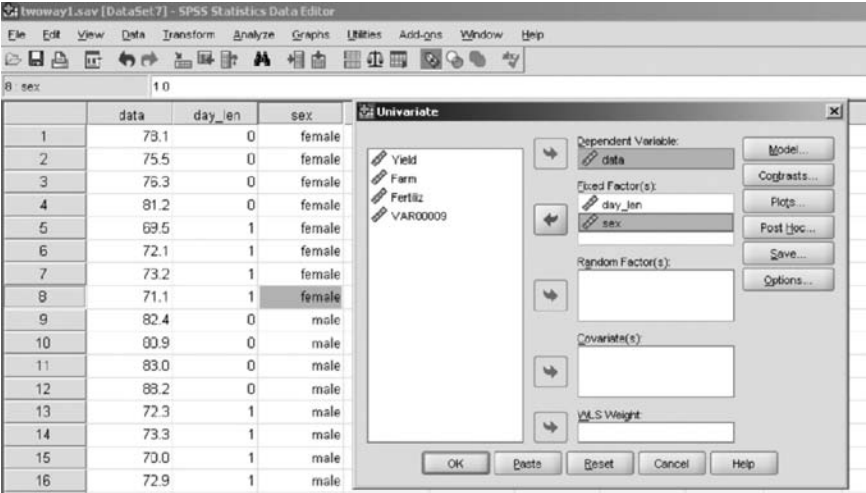 twoway1.sav [DataSet7] - SPSS Statistics Data Editor
File Edit View Data Transform Analyze Graphs Utilities Add-ons Window Help
8 : sex 1.0
data day_len sex
1 78.1 0 female
2 75.5 0 female
3 76.3 0 female
4 81.2 0 female
5 69.5 1 female
6 72.1 1 female
7 73.2 1 female
8 71.1 1 female
9 82.4 0 male
10 80.9 0 male
11 83.0 0 male
12 88.2 0 male
13 72.3 1 male
14 73.3 1 male
15 70.0 1 male
16 72.9 1 male
Univariate
Yield
Farm
Fertiliz
VAR00009
Dependent Variable:
data
Fixed Factor(s):
day_len
sex
Random Factor(s):
Covariate(s):
WLS Weight:
Model...
Contrasts...
Plots...
Post Hoc...
Save...
Options...
OK Paste Reset Cancel Help